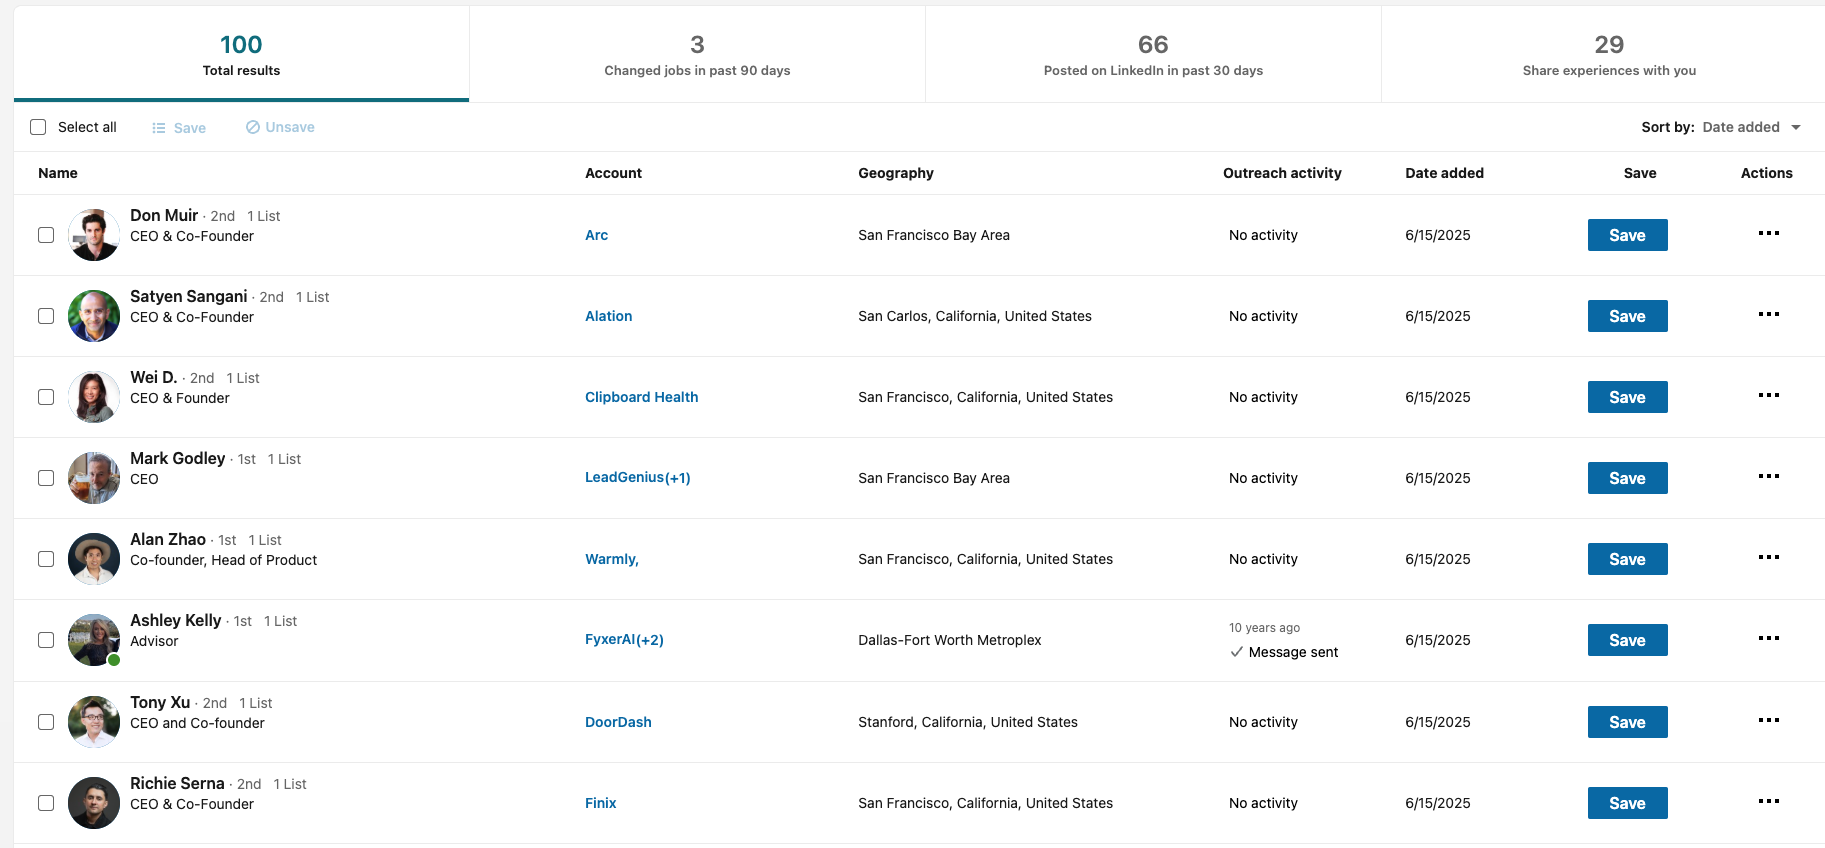 100
Total results
3
Changed jobs in past 90 days
66
Posted on LinkedIn in past 30 days
29
Share experiences with you
Select all
Save
Unsave
Sort by: Date added
Name
Account
Geography
Outreach activity
Date added
Save
Actions
Don Muir · 2nd 1 List
CEO & Co-Founder
Arc
San Francisco Bay Area
No activity
6/15/2025
Save
Satyen Sangani · 2nd 1 List
CEO & Co-Founder
Alation
San Carlos, California, United States
No activity
6/15/2025
Save
Wei D. · 2nd 1 List
CEO & Founder
Clipboard Health
San Francisco, California, United States
No activity
6/15/2025
Save
Mark Godley · 1st 1 List
CEO
LeadGenius(+1)
San Francisco Bay Area
No activity
6/15/2025
Save
Alan Zhao · 1st 1 List
Co-founder, Head of Product
Warmly,
San Francisco, California, United States
No activity
6/15/2025
Save
Ashley Kelly · 1st 1 List
Advisor
FyxerAI(+2)
Dallas-Fort Worth Metroplex
10 years ago
Message sent
6/15/2025
Save
Tony Xu · 2nd 1 List
CEO and Co-founder
DoorDash
Stanford, California, United States
No activity
6/15/2025
Save
Richie Serna · 2nd 1 List
CEO & Co-Founder
Finix
San Francisco, California, United States
No activity
6/15/2025
Save